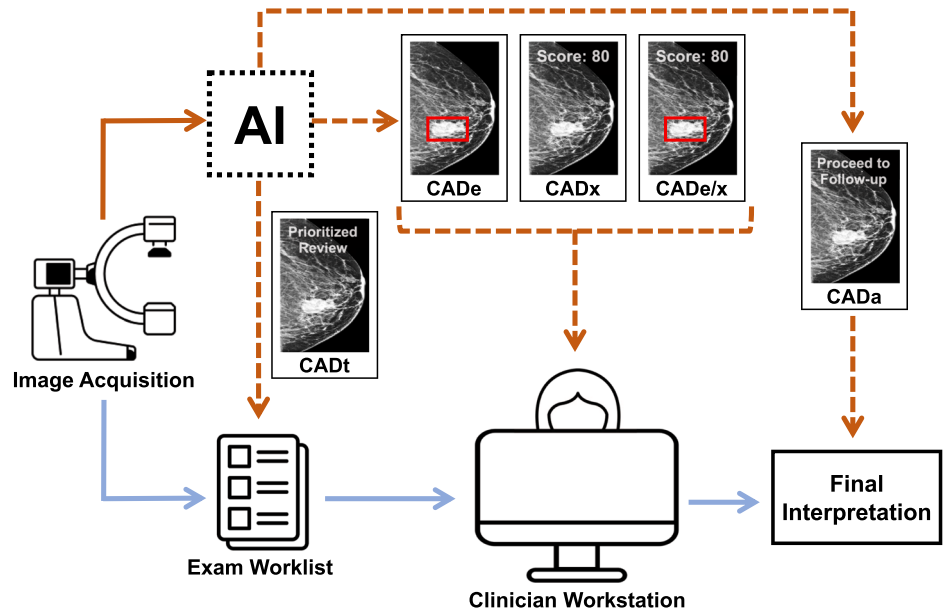 AI
Score: 80
Score: 80
CADe
CADx
CADe/x
Proceed to
Follow-up
CADa
Prioritized
Review
CADt
Image Acquisition
Exam Worklist
Clinician Workstation
Final
Interpretation